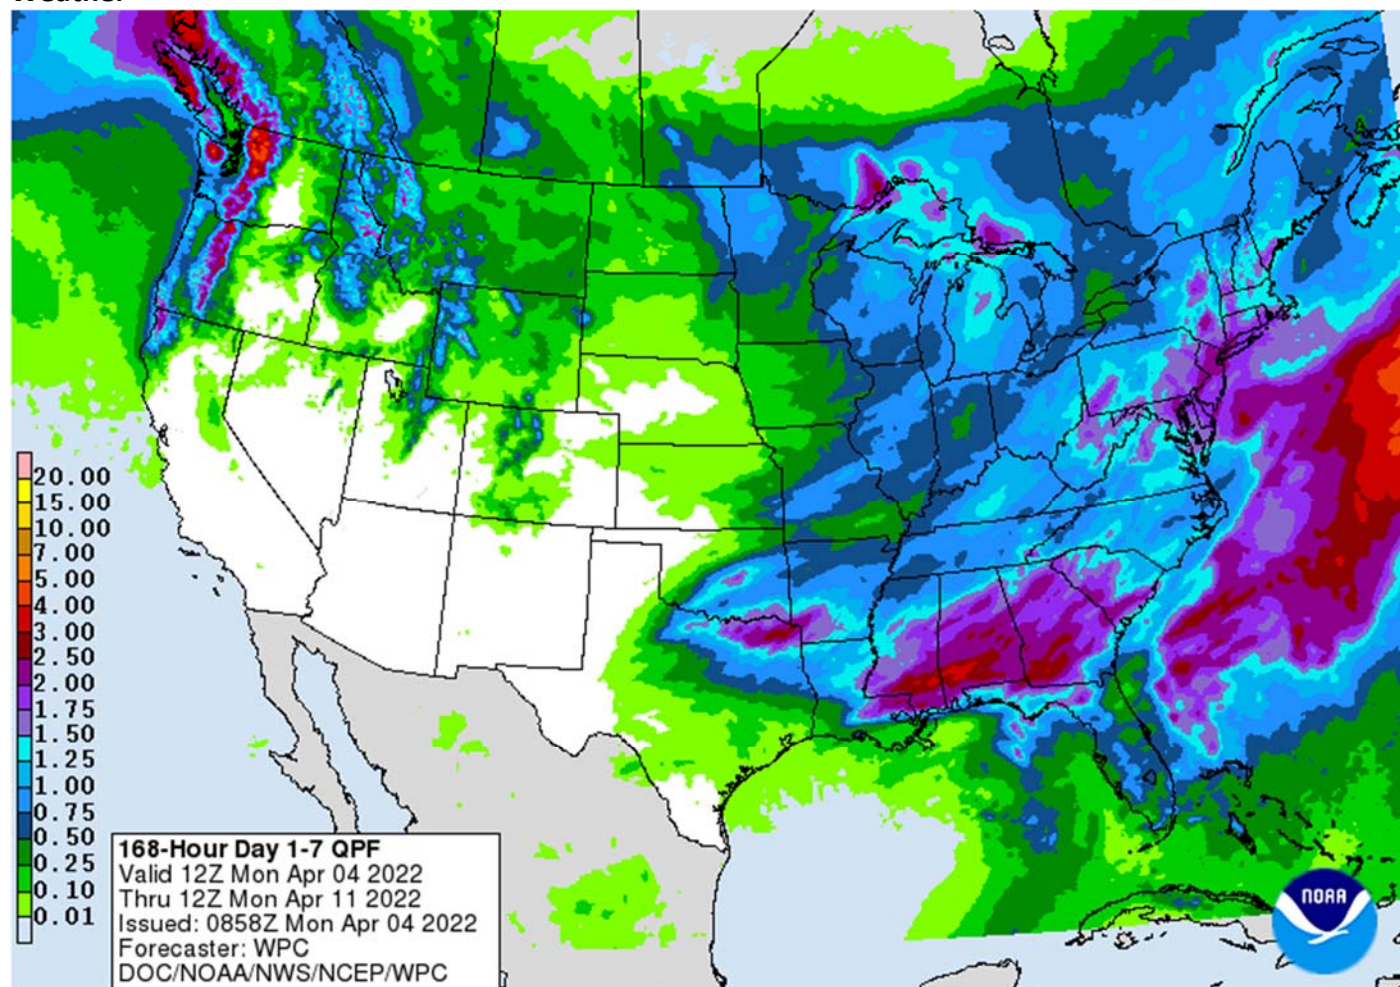 20.00
15.00
10.00
7.00
5.00
4.00
3.00
2.50
2.00
1.75
1.50
1.25
1.00
0.75
0.50
0.25
0.10
0.01
168-Hour Day 1-7 QPF
Valid 12Z Mon Apr 04 2022
Thru 12Z Mon Apr 11 2022
Issued: 0858Z Mon Apr 04 2022
Forecaster: WPC
DOC/NOAA/NWS/NCEP/WPC
NOAA